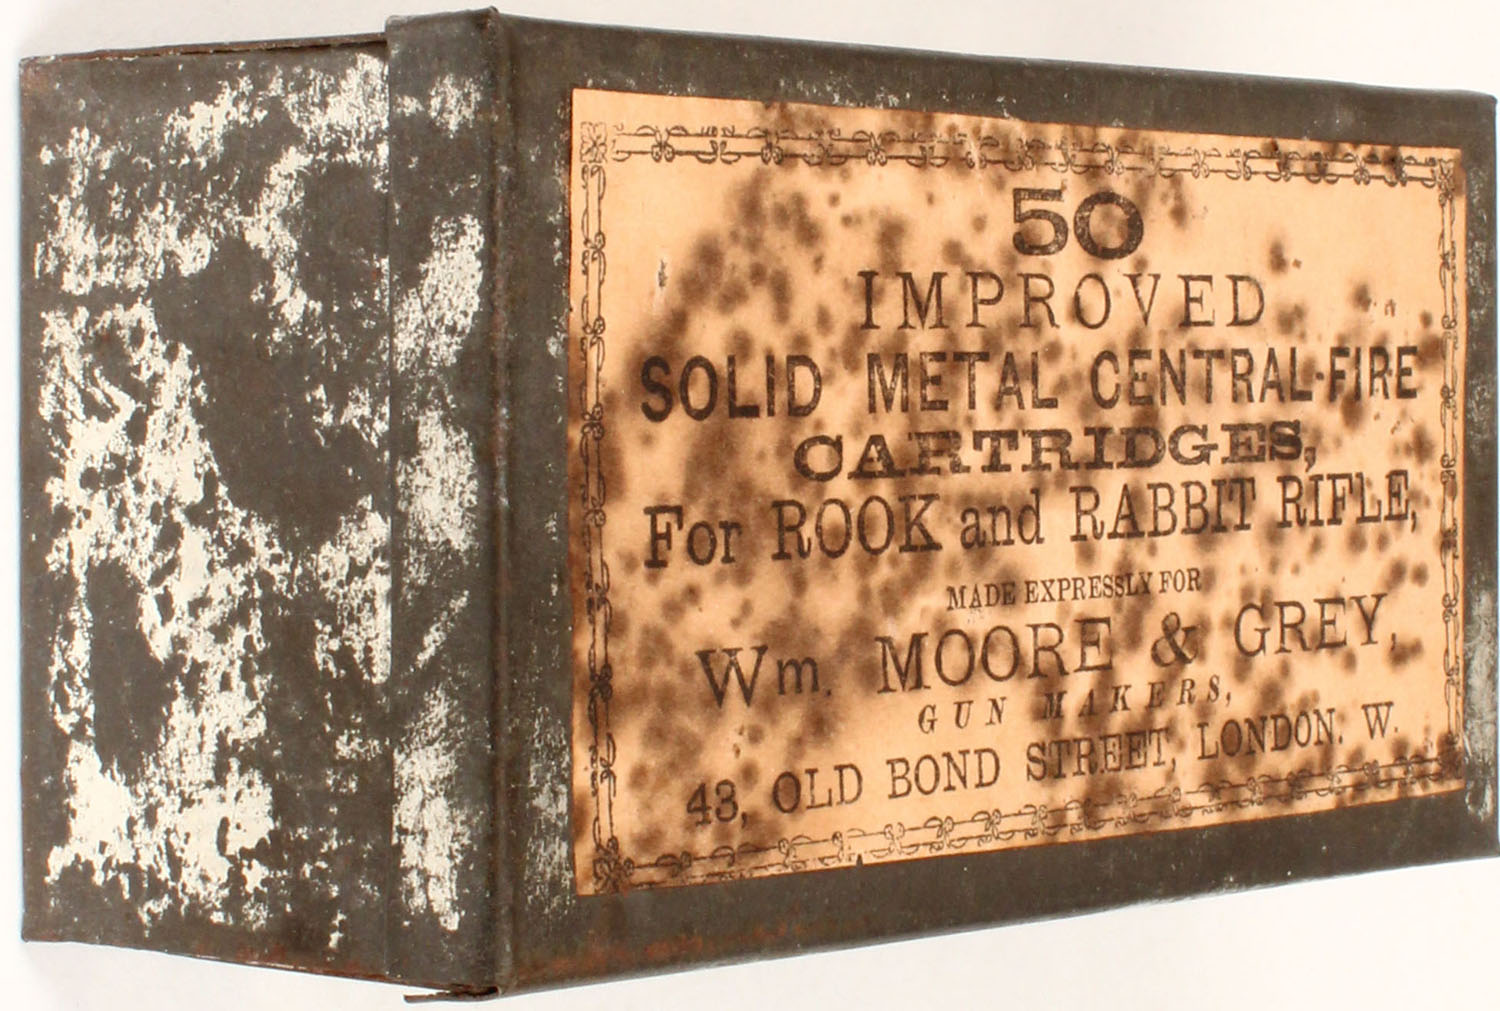 50
IMPROVED
SOLID METAL CENTRAL-FIRE
CARTRIDGES,
For ROOK and RABBIT RIFLE,
MADE EXPRESSLY FOR
Wm. MOORE & GREY,
GUN MAKERS,
43, OLD BOND STREET, LONDON. W.